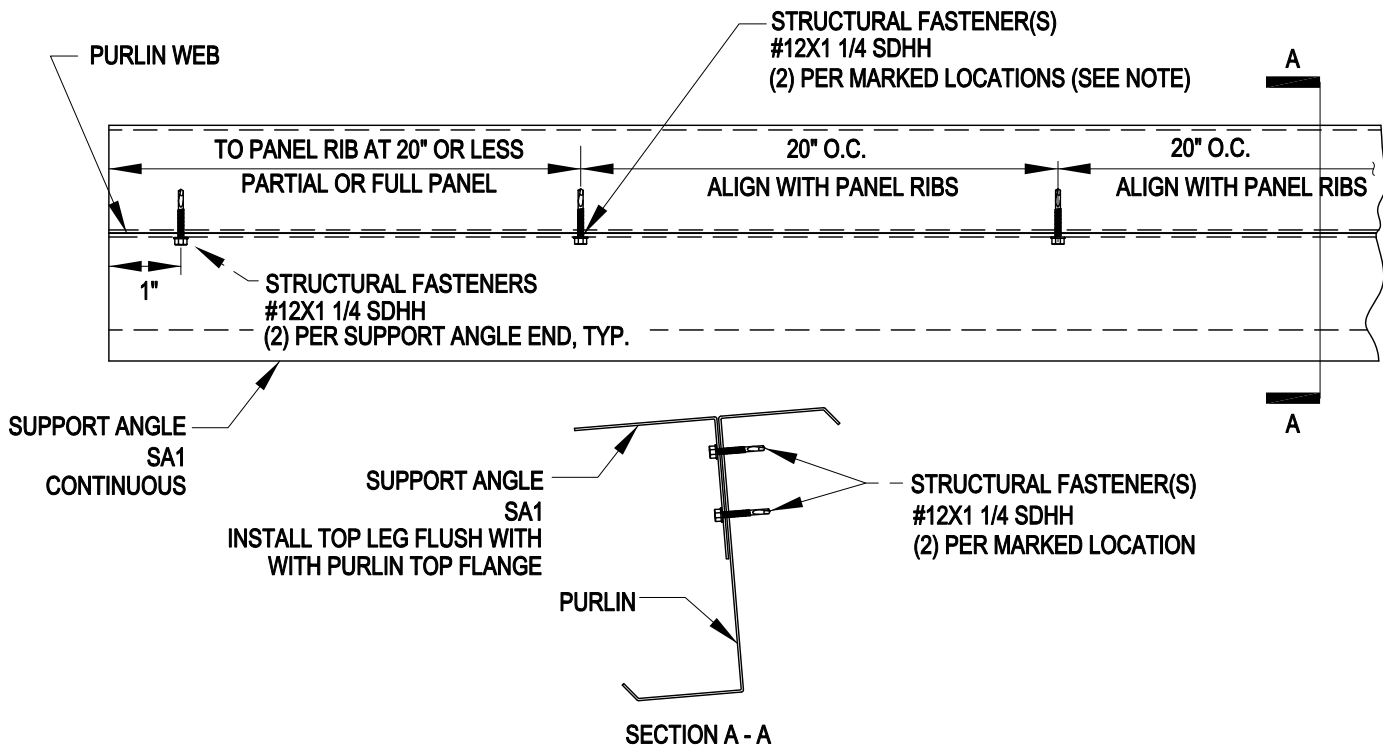 PURLIN WEB
STRUCTURAL FASTENER(S)
#12X1 1/4 SDHH
(2) PER MARKED LOCATIONS (SEE NOTE)
A
TO PANEL RIB AT 20" OR LESS
PARTIAL OR FULL PANEL
20" O.C.
ALIGN WITH PANEL RIBS
20" O.C.
ALIGN WITH PANEL RIBS
1"
STRUCTURAL FASTENERS
#12X1 1/4 SDHH
(2) PER SUPPORT ANGLE END, TYP.
A
SUPPORT ANGLE
SA1
CONTINUOUS
SUPPORT ANGLE
SA1
INSTALL TOP LEG FLUSH WITH
WITH PURLIN TOP FLANGE
STRUCTURAL FASTENER(S)
#12X1 1/4 SDHH
(2) PER MARKED LOCATION
PURLIN
SECTION A - A